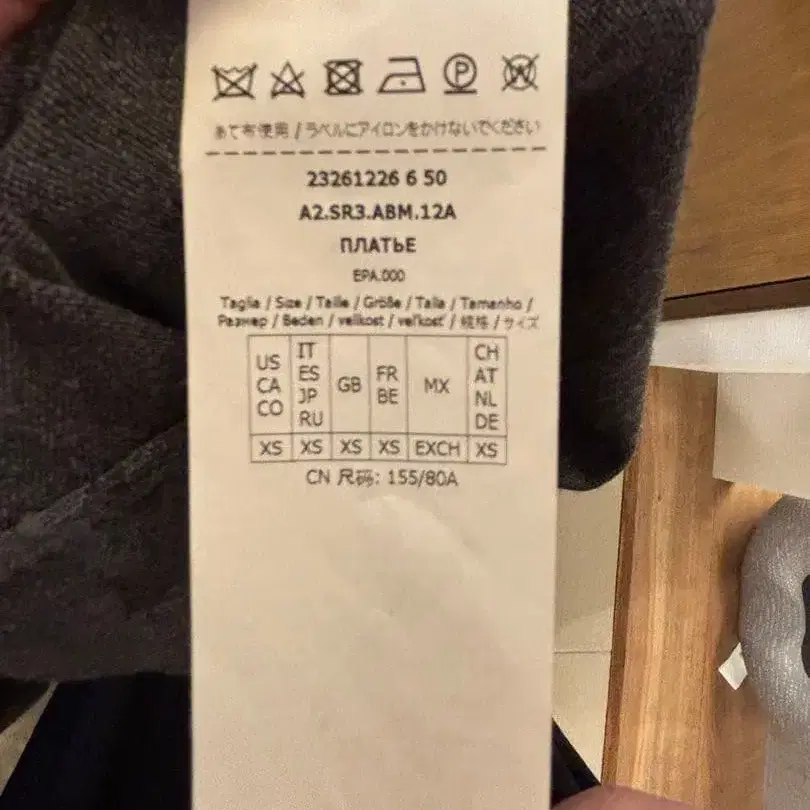 P W
あて布使用 / ラベルにアイロンをかけないでください
23261226 6 50
A2.SR3.ABM.12A
ПЛАТЬЕ
EPA.000
Taglia / Size / Taille / Größe / Talla / Tamanho /
Размер / Beden / velikost / veľkosť / 規格 / サイズ
US CA CO IT ES JP RU GB FR BE MX CH AT NL DE
XS XS XS XS EXCH XS
CN 尺码: 155/80A